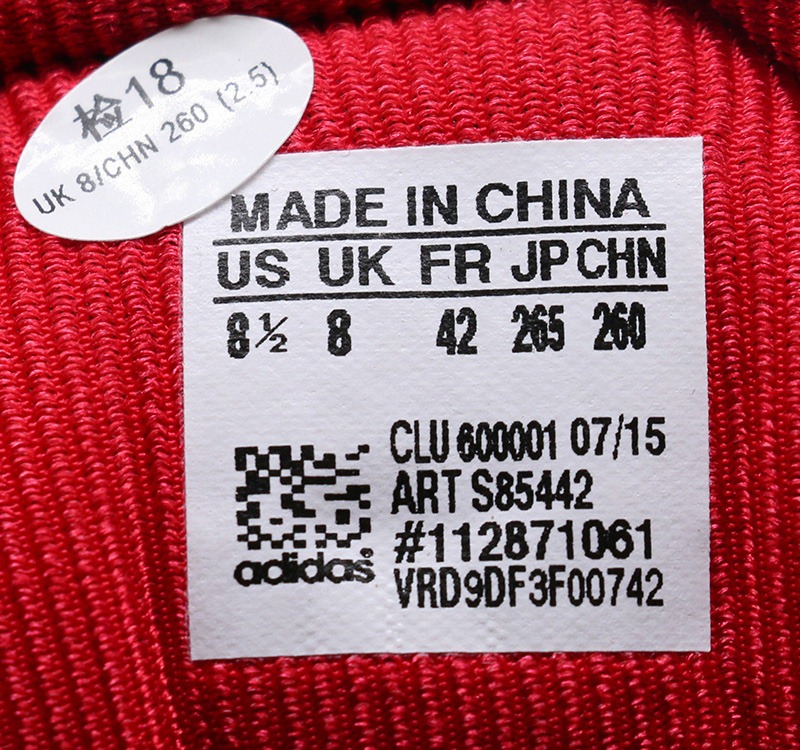 检18
UK 8/CHN 260 (2.5)
MADE IN CHINA
US UK FR JP CHN
8½ 8 42 265 260
CLU 600001 07/15
ART S85442
#112871061
VRD9DF3F00742
adidas®